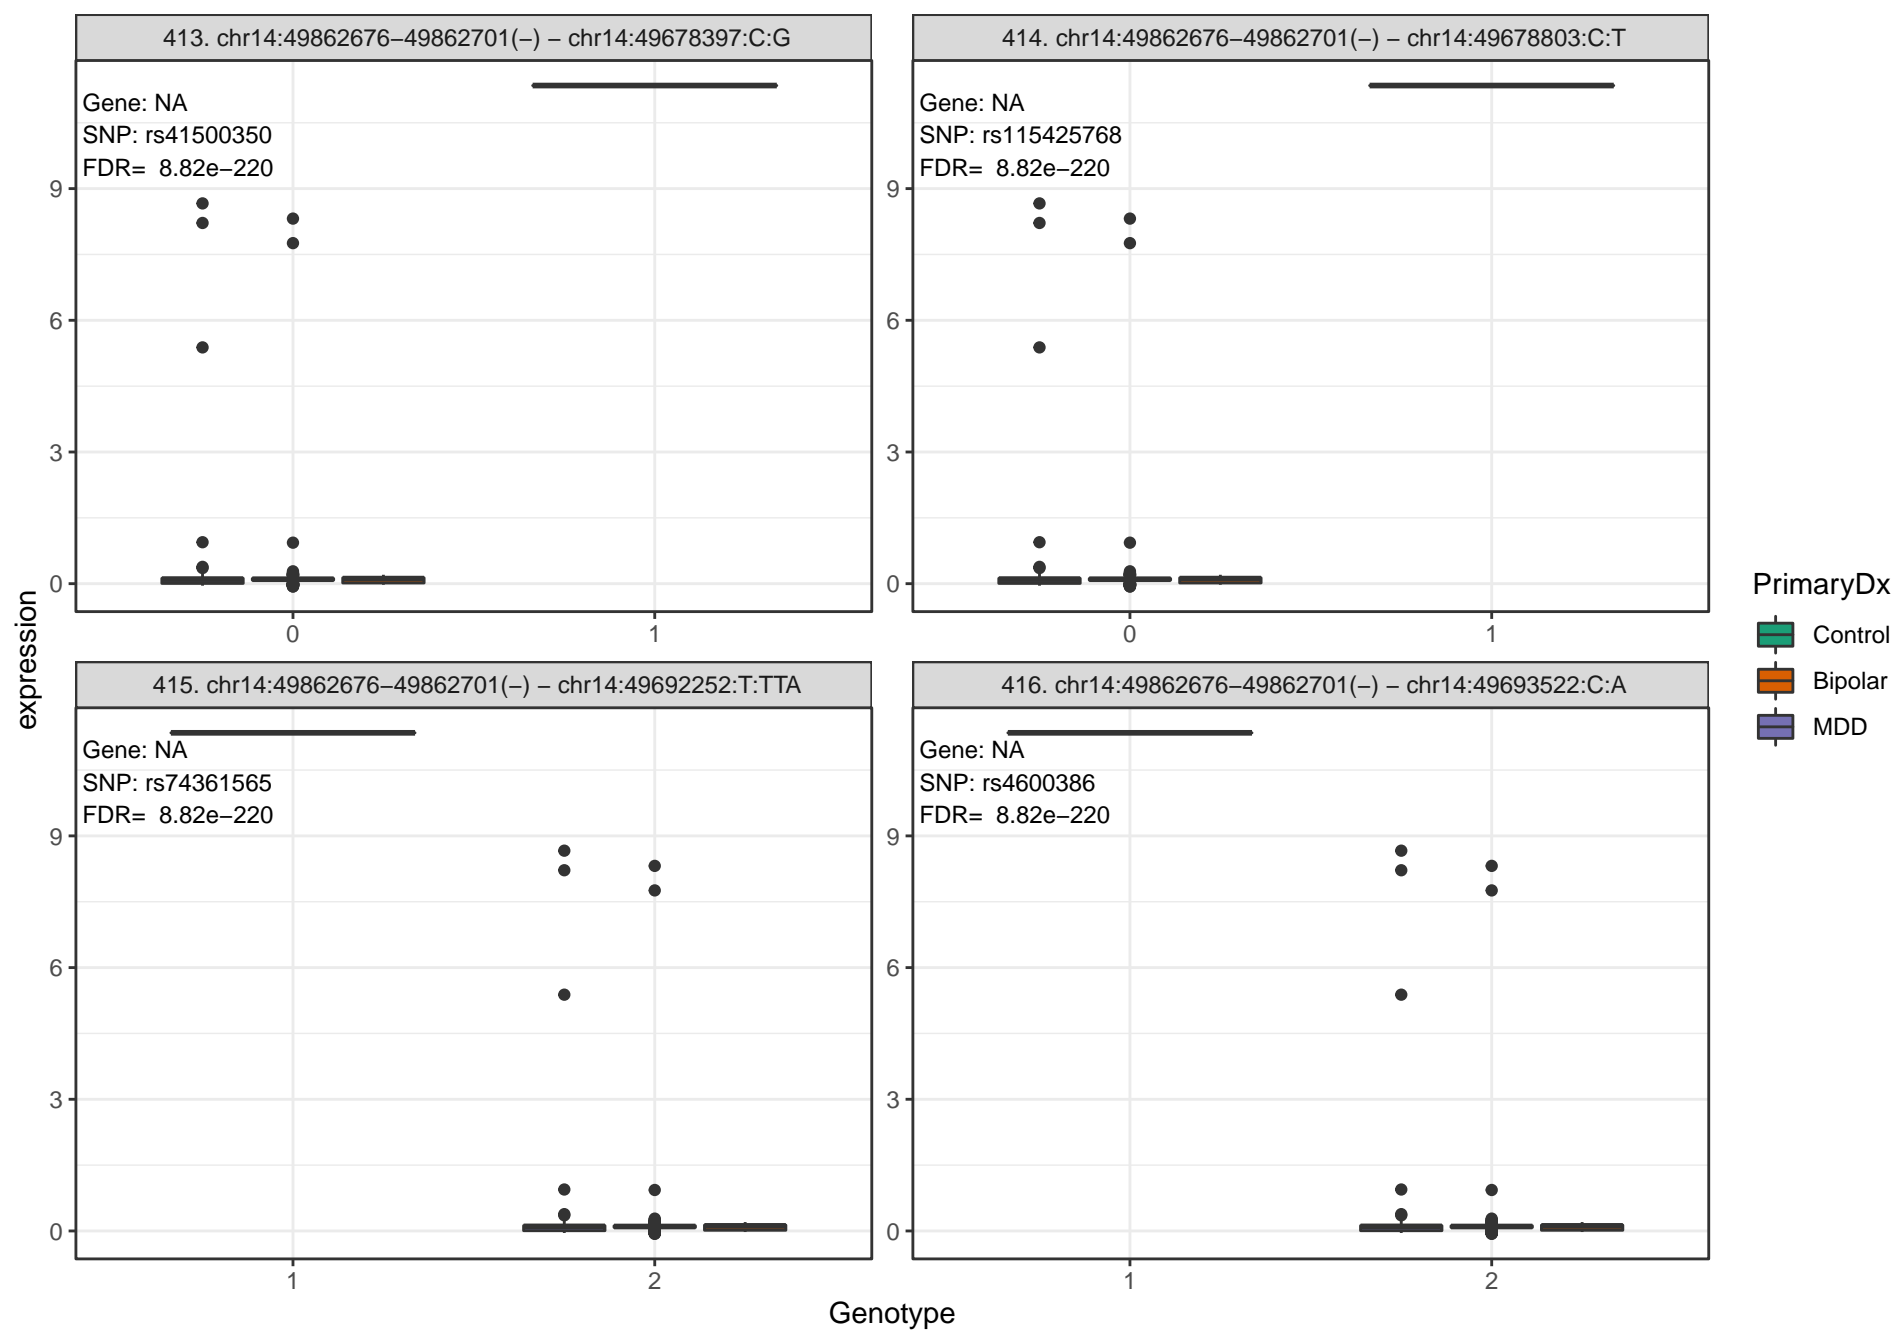 413. chr14:49862676−49862701(−) − chr14:49678397:C:G
414. chr14:49862676−49862701(−) − chr14:49678803:C:T
Gene: NA
SNP: rs41500350
FDR=  8.82e−220
Gene: NA
SNP: rs115425768
FDR=  8.82e−220
9
6
3
0
9
6
3
0
0
1
0
1
415. chr14:49862676−49862701(−) − chr14:49692252:T:TTA
416. chr14:49862676−49862701(−) − chr14:49693522:C:A
Gene: NA
SNP: rs74361565
FDR=  8.82e−220
Gene: NA
SNP: rs4600386
FDR=  8.82e−220
9
6
3
0
9
6
3
0
1
2
1
2
expression
Genotype
PrimaryDx
Control
Bipolar
MDD